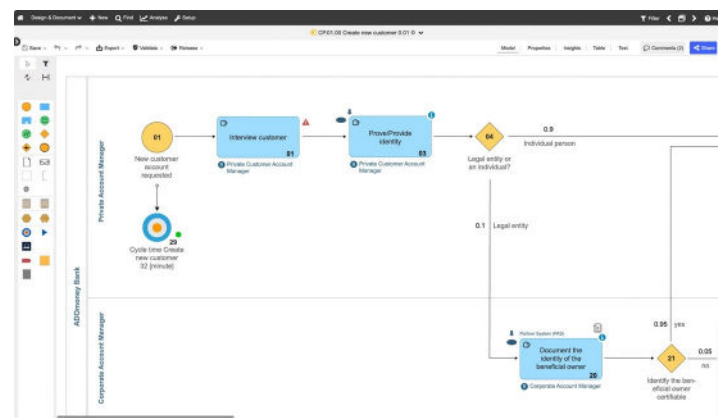 Design & Document
New
Find
Analyse
Setup
Filter
CP.01.00 Create new customer 0.01
Save
Export
Validate
Release
Model
Properties
Insights
Table
Text
Comments (2)
Share
ADOmoney Bank
Private Account Manager
01
New customer
account
requested
29
Cycle time Create
new customer
32 [minute]
Interview customer
01
Private Customer Account
Manager
Prove/Provide
identity
03
Private Customer Account
Manager
04
Legal entity or
an individual?
0.9
Individual person
0.1
Legal entity
Corporate Account Manager
Document the
identity of the
beneficial owner
20
Corporate Account Manager
0.95
yes
21
0.05
no
Identify the ben-
eficial owner
certifiable